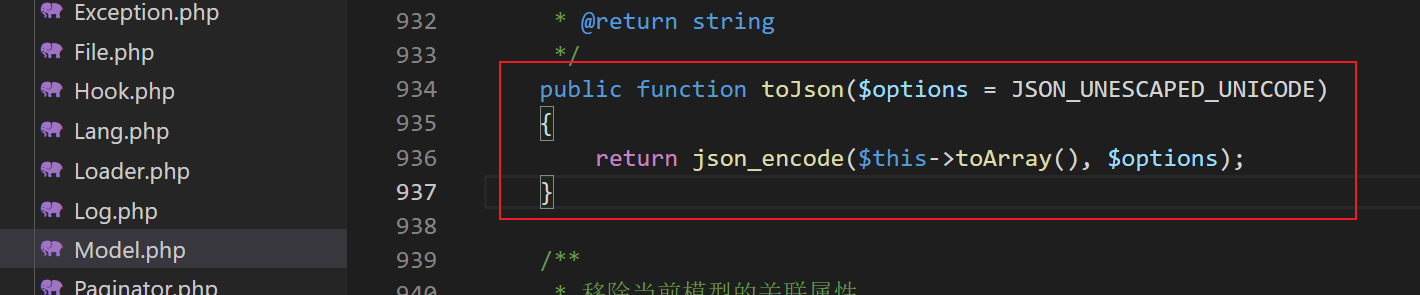 Exception.php
File.php
Hook.php
Lang.php
Loader.php
Log.php
Model.php
Paginator.php
932 * @return string
933 */
934 public function toJson($options = JSON_UNESCAPED_UNICODE)
935 {
936 return json_encode($this->toArray(), $options);
937 }
938
939 /**
940 * 移除当前模型的关联属性